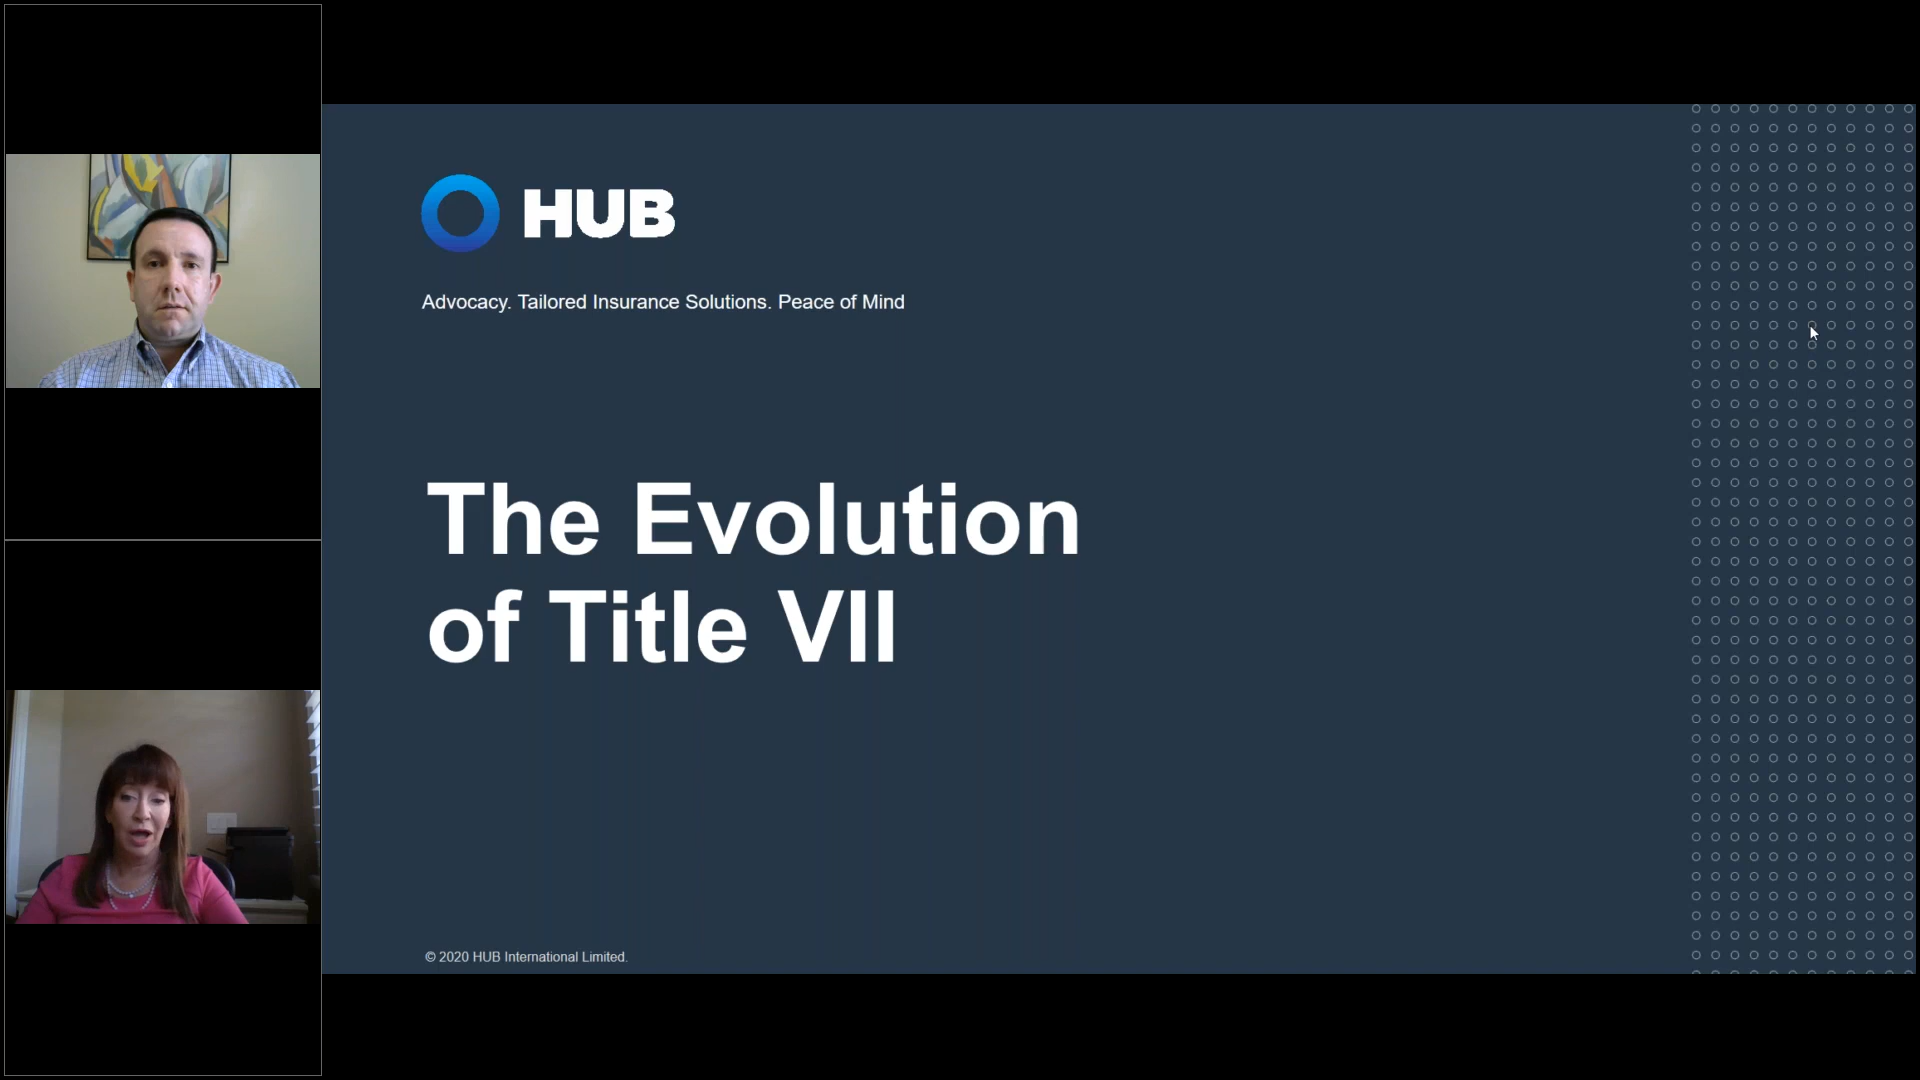 HUB
Advocacy. Tailored Insurance Solutions. Peace of Mind
The Evolution
of Title VII
© 2020 HUB International Limited.